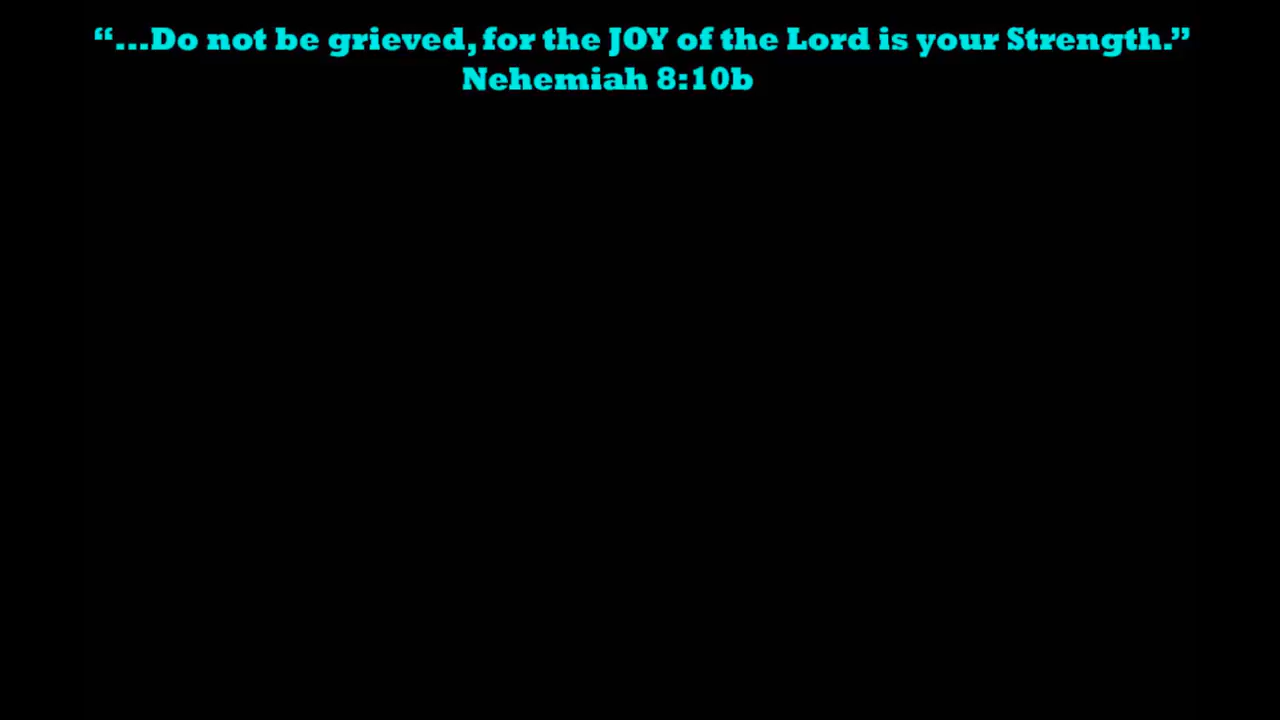 “...Do not be grieved, for the JOY of the Lord is your Strength.”
Nehemiah 8:10b